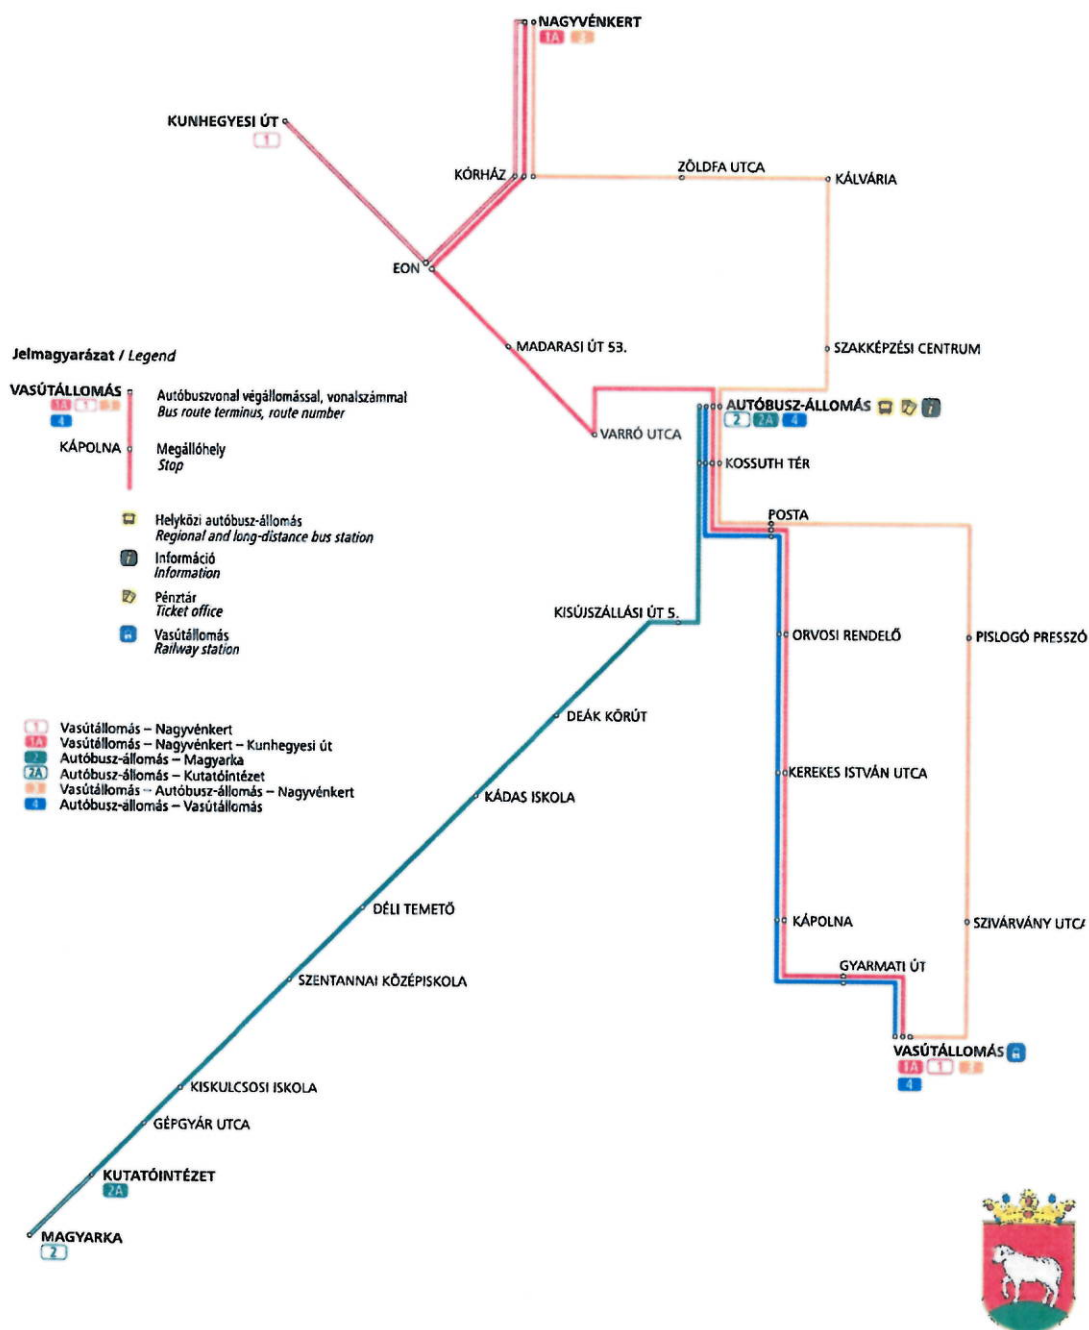 NAGYVÉNKERT
1A 3
KUNHEGYESI ÚT
1
KÓRHÁZ
ZÖLDFA UTCA
KÁLVÁRIA
EON
MADARASI ÚT 53.
SZAKKÉPZÉSI CENTRUM
VARRÓ UTCA
AUTÓBUSZ-ÁLLOMÁS
2 2A 4
KOSSUTH TÉR
POSTA
KISÚJSZÁLLÁSI ÚT 5.
ORVOSI RENDELŐ
PISLOGÓ PRESSZÓ
DEÁK KÖRÚT
KEREKES ISTVÁN UTCA
KÁDAS ISKOLA
DÉLI TEMETŐ
KÁPOLNA
SZIVÁRVÁNY UTCA
GYARMATI ÚT
SZENTANNAI KÖZÉPISKOLA
VASÚTÁLLOMÁS
1A 1 3
4
KISKULCSOSI ISKOLA
GÉPGYÁR UTCA
KUTATÓINTÉZET
2A
MAGYARKA
2
Jelmagyarázat / Legend
VASÚTÁLLOMÁS
1A 1 3
4
Autóbuszvonal végállomással, vonalszámmal
Bus route terminus, route number
KÁPOLNA
Megállóhely
Stop
Helyközi autóbusz-állomás
Regional and long-distance bus station
i
Információ
Information
Pénztár
Ticket office
Vasútállomás
Railway station
1 Vasútállomás – Nagyvénkert
1A Vasútállomás – Nagyvénkert – Kunhegyesi út
2 Autóbusz-állomás – Magyarka
2A Autóbusz-állomás – Kutatóintézet
3 Vasútállomás – Autóbusz-állomás – Nagyvénkert
4 Autóbusz-állomás – Vasútállomás